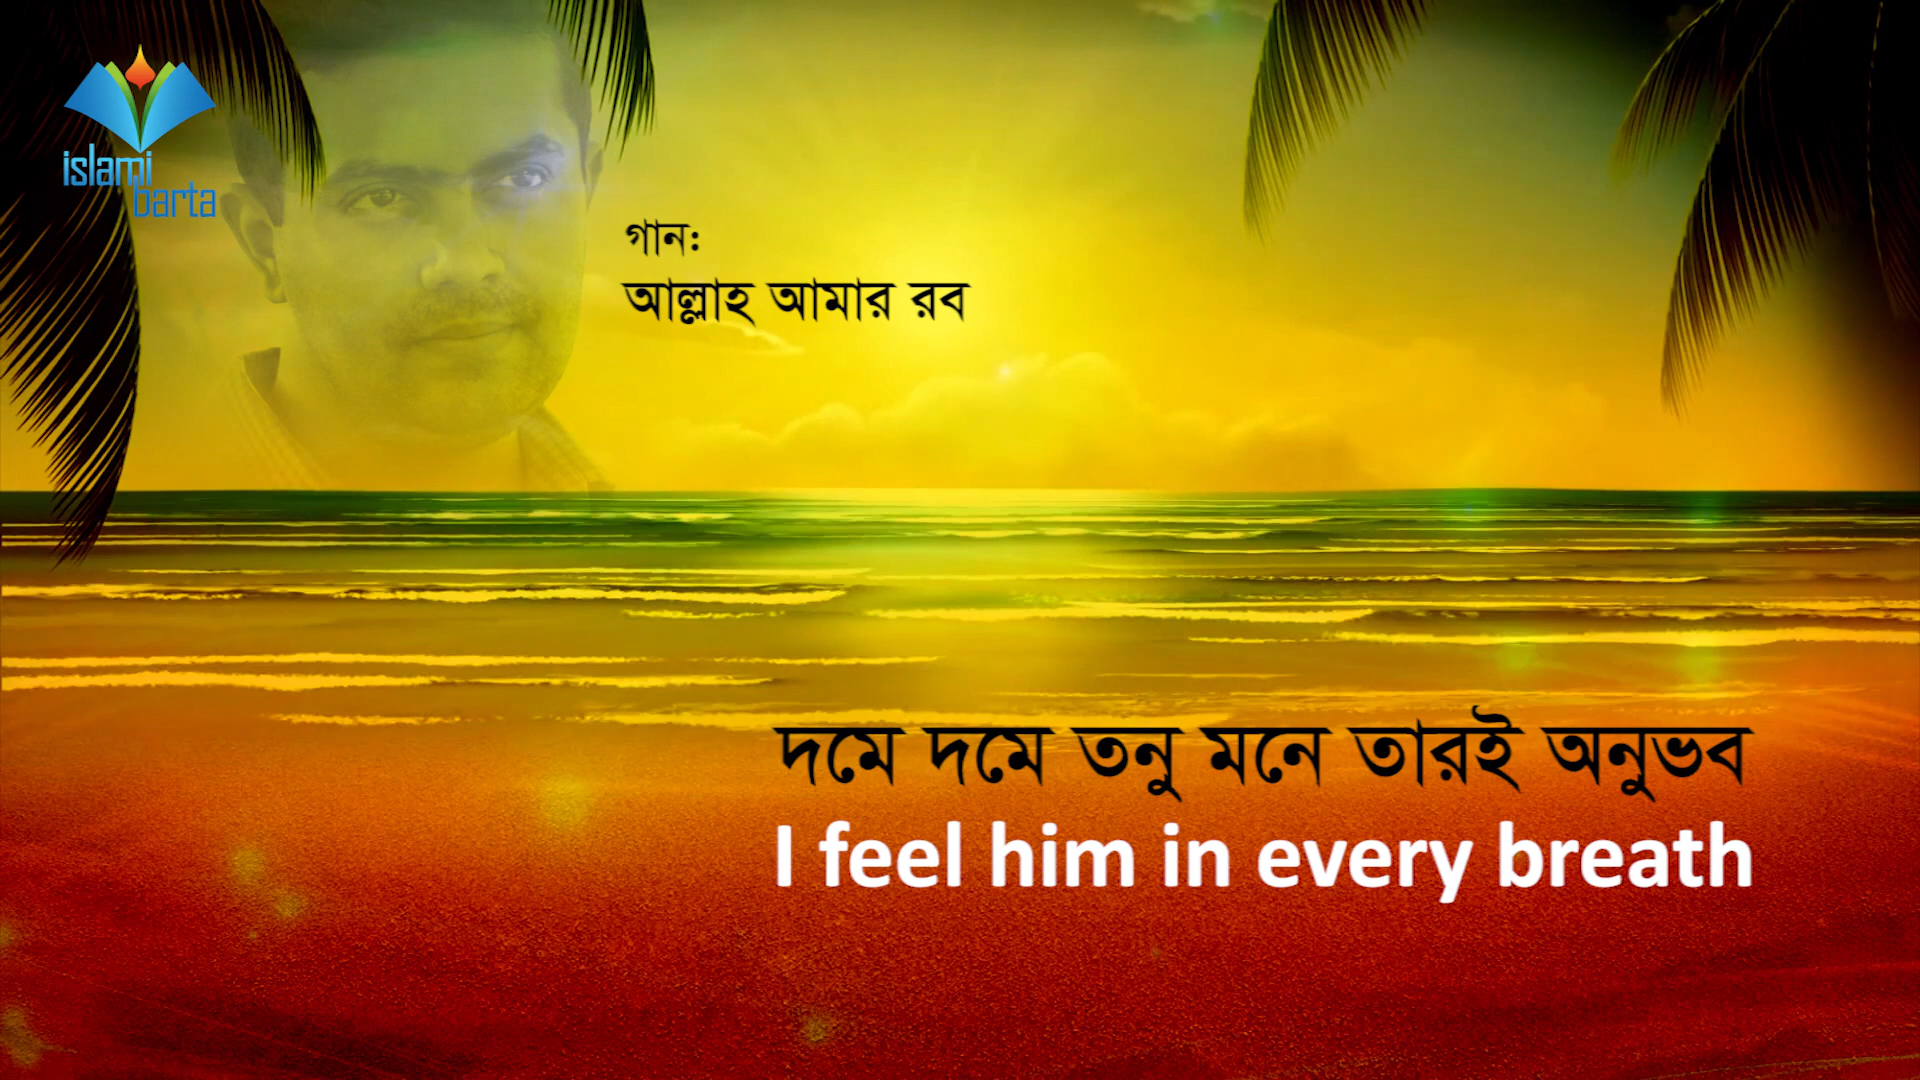 islami
barta
গান:
আল্লাহ আমার রব
দমে দমে তনু মনে তারই অনুভব
I feel him in every breath